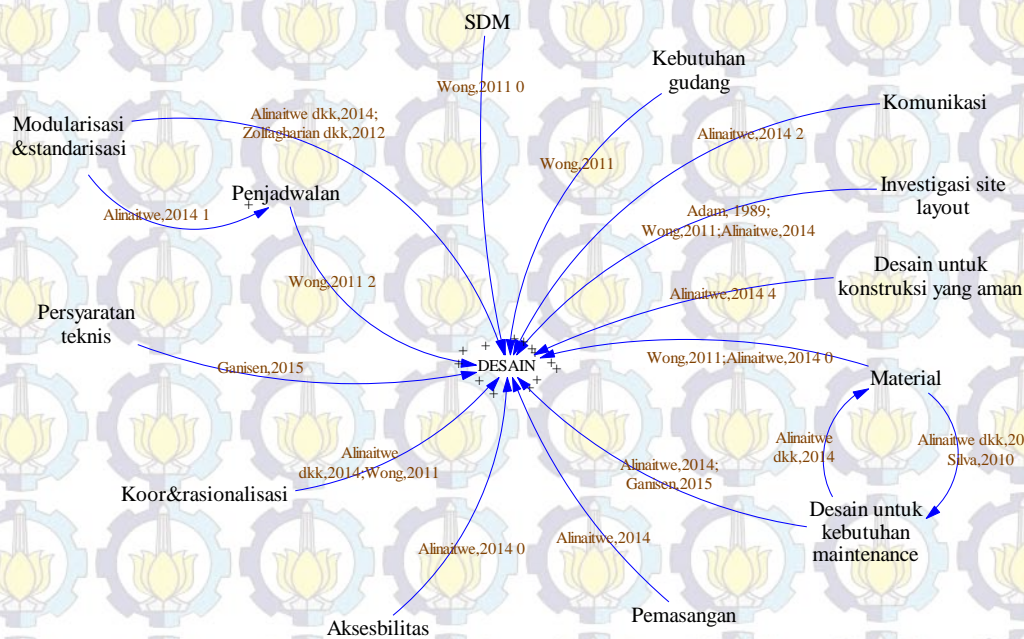 SDM
Kebutuhan
gudang
Wong,2011 0
Komunikasi
Alinaitwe dkk,2014;
Zolfagharian dkk,2012
Modularisasi
&standarisasi
Alinaitwe,2014 2
Wong,2011
Penjadwalan
+
Investigasi site
layout
Alinaitwe,2014 1
Adam, 1989;
Wong,2011;Alinaitwe,2014
Desain untuk
konstruksi yang aman
Wong,2011 2
Alinaitwe,2014 4
Persyaratan
teknis
Wong,2011;Alinaitwe,2014 0
DESAIN
Ganisen,2015
Material
Alinaitwe
dkk,2014
Alinaitwe dkk,20
Silva,2010
Alinaitwe
dkk,2014;Wong,2011
Alinaitwe,2014;
Ganisen,2015
Koor&rasionalisasi
Desain untuk
kebutuhan
maintenance
Alinaitwe,2014 0
Alinaitwe,2014
Pemasangan
Aksesbilitas